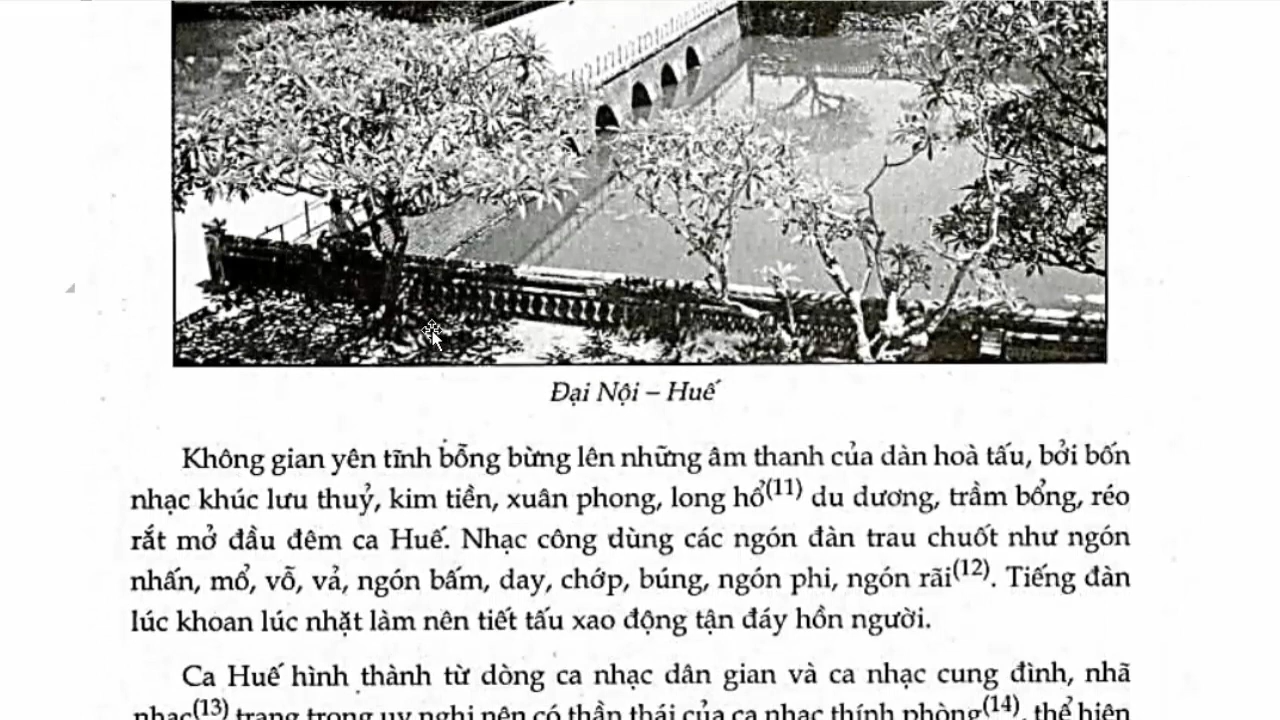 Đại Nội – Huế
Không gian yên tĩnh bỗng bừng lên những âm thanh của dàn hoà tấu, bởi bốn
nhạc khúc lưu thuỷ, kim tiền, xuân phong, long hổ(11) du dương, trầm bổng, réo
rắt mở đầu đêm ca Huế. Nhạc công dùng các ngón đàn trau chuốt như ngón
nhấn, mổ, vỗ, vả, ngón bấm, day, chớp, búng, ngón phi, ngón rãi(12). Tiếng đàn
lúc khoan lúc nhặt làm nên tiết tấu xao động tận đáy hồn người.
Ca Huế hình thành từ dòng ca nhạc dân gian và ca nhạc cung đình, nhã
nhạc(13) trang trọng uy nghi nên có thần thái của ca nhạc thính phòng(14), thể hiện